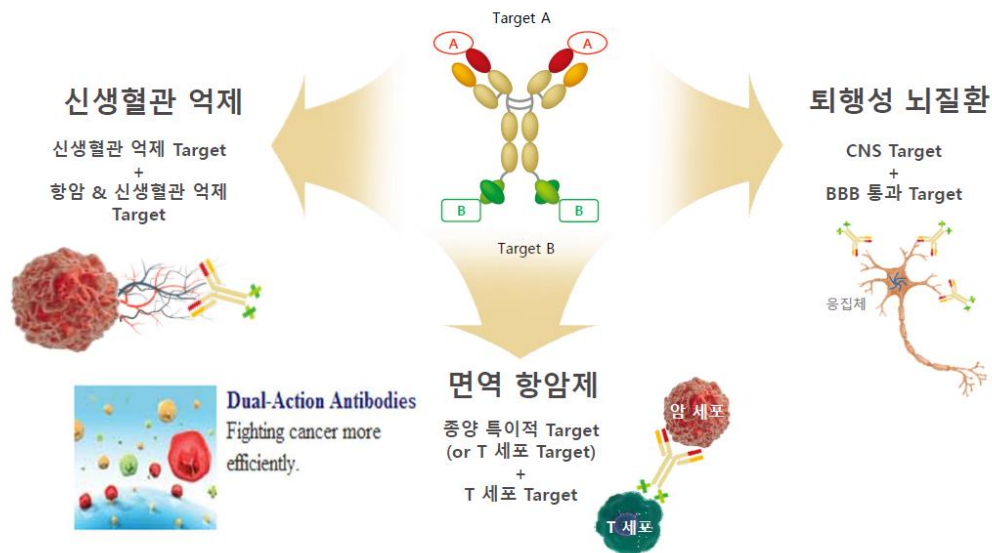 Target A
A
A
B
B
Target B
신생혈관 억제
신생혈관 억제 Target
+
항암 & 신생혈관 억제
Target
퇴행성 뇌질환
CNS Target
+
BBB 통과 Target
응집체
Dual-Action Antibodies
Fighting cancer more
efficiently.
면역 항암제
종양 특이적 Target
(or T 세포 Target)
+
T 세포 Target
암 세포
T 세포